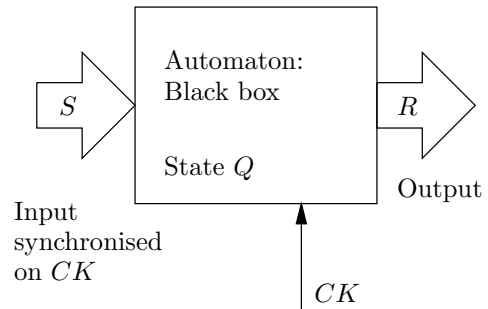 Automaton:
Black box
S
R
State Q
Output
Input
synchronised
on CK
CK